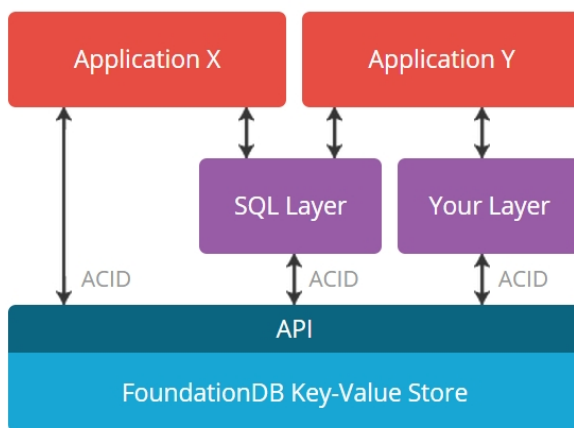 Application X
Application Y
SQL Layer
Your Layer
ACID
ACID
ACID
API
FoundationDB Key-Value Store